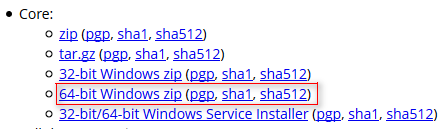 Core:
zip (pgp, sha1, sha512)
tar.gz (pgp, sha1, sha512)
32-bit Windows zip (pgp, sha1, sha512)
64-bit Windows zip (pgp, sha1, sha512)
32-bit/64-bit Windows Service Installer (pgp, sha1, sha512)